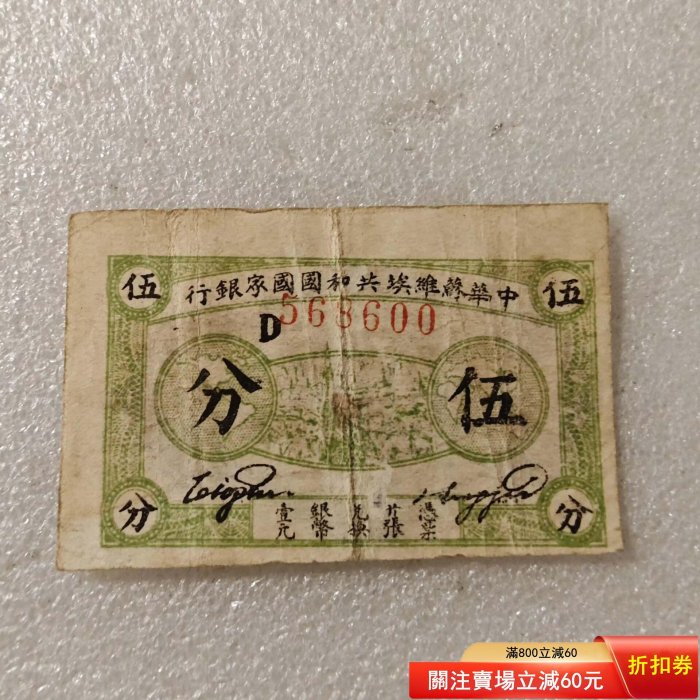 中華蘇維埃共和國國家銀行
D568600
伍 伍
伍分
分 分
憑票廿張兌換銀幣壹元
滿800立減60
關注賣場立減60元
折扣券